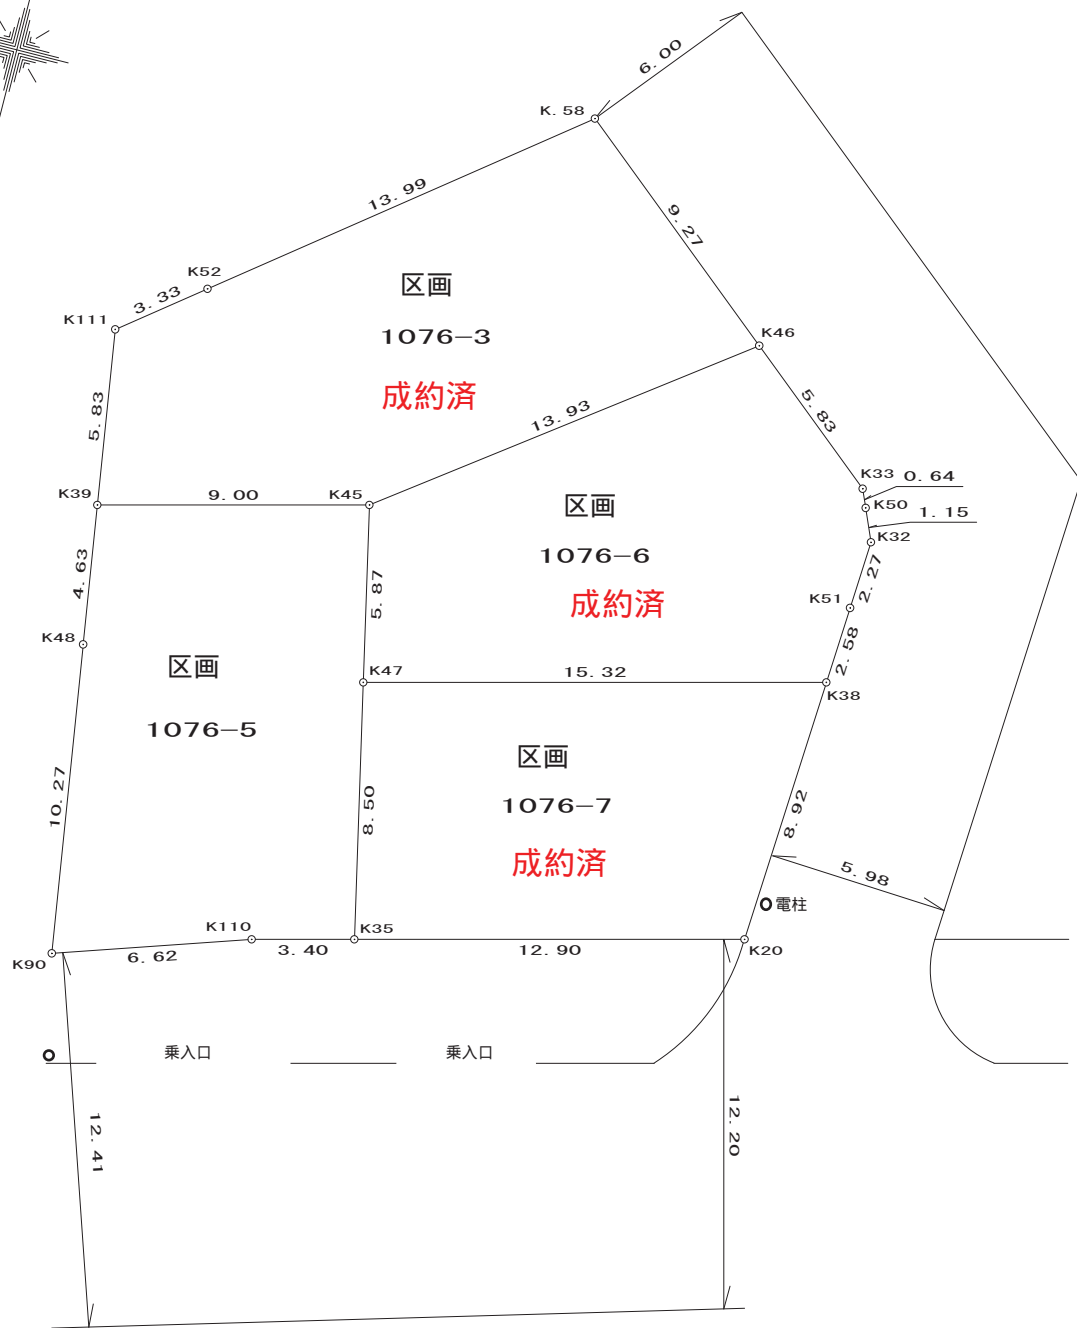 6.00
K.58
13.99
9.27
K52
区画
3.33
K111
1076-3
K46
成約済
5.83
13.93
5.83
K33
0.64
K39
9.00
K45
区画
K50
1.15
K32
1076-6
4.63
5.87
2.27
成約済
K51
K48
区画
2.58
K47
15.32
K38
1076-5
区画
10.27
8.50
1076-7
8.92
成約済
5.98
電柱
K110
K35
K90
6.62
3.40
12.90
K20
乗入口
乗入口
12.41
12.20